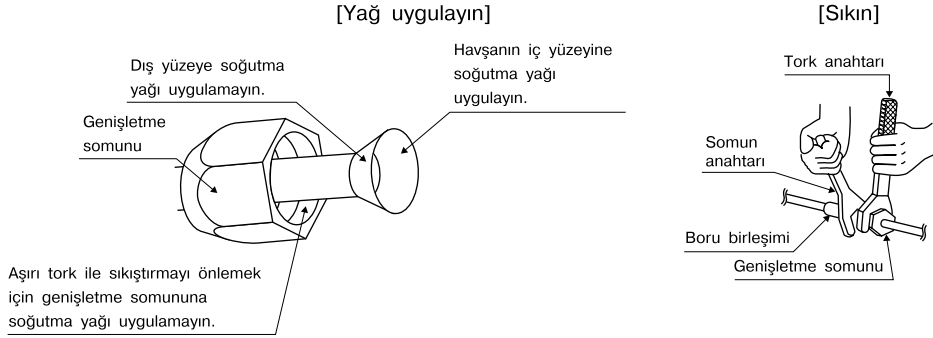 [Yağ uygulayın]
Dış yüzeye soğutma
yağı uygulamayın.
Havşanın iç yüzeyine
soğutma yağı
uygulayın.
Genişletme
somunu
Aşırı tork ile sıkıştırmayı önlemek
için genişletme somununa
soğutma yağı uygulamayın.
[Sıkın]
Tork anahtarı
Somun
anahtarı
Boru birleşimi
Genişletme somunu